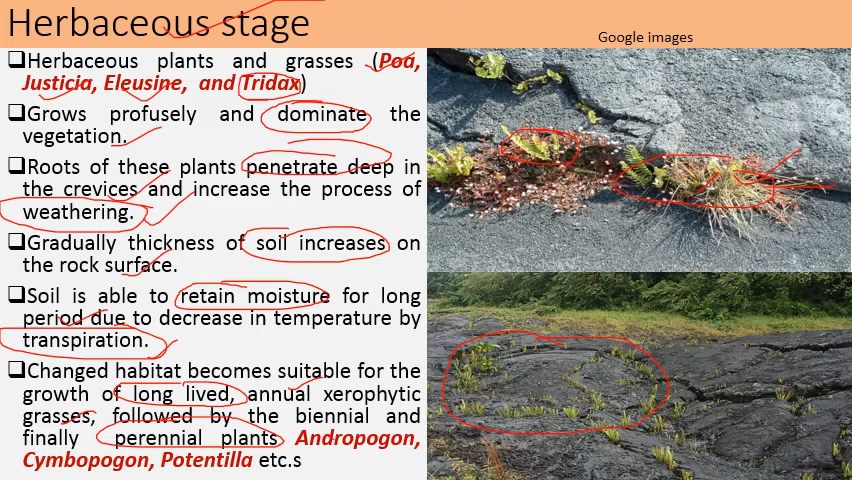 Herbaceous stage
Google images
❑Herbaceous plants and grasses (Poa,
Justicia, Eleusine, and Tridax)
❑Grows profusely and dominate the
vegetation.
❑Roots of these plants penetrate deep in
the crevices and increase the process of
weathering.
❑Gradually thickness of soil increases on
the rock surface.
❑Soil is able to retain moisture for long
period due to decrease in temperature by
transpiration.
❑Changed habitat becomes suitable for the
growth of long lived, annual xerophytic
grasses, followed by the biennial and
finally perennial plants Andropogon,
Cymbopogon, Potentilla etc.s